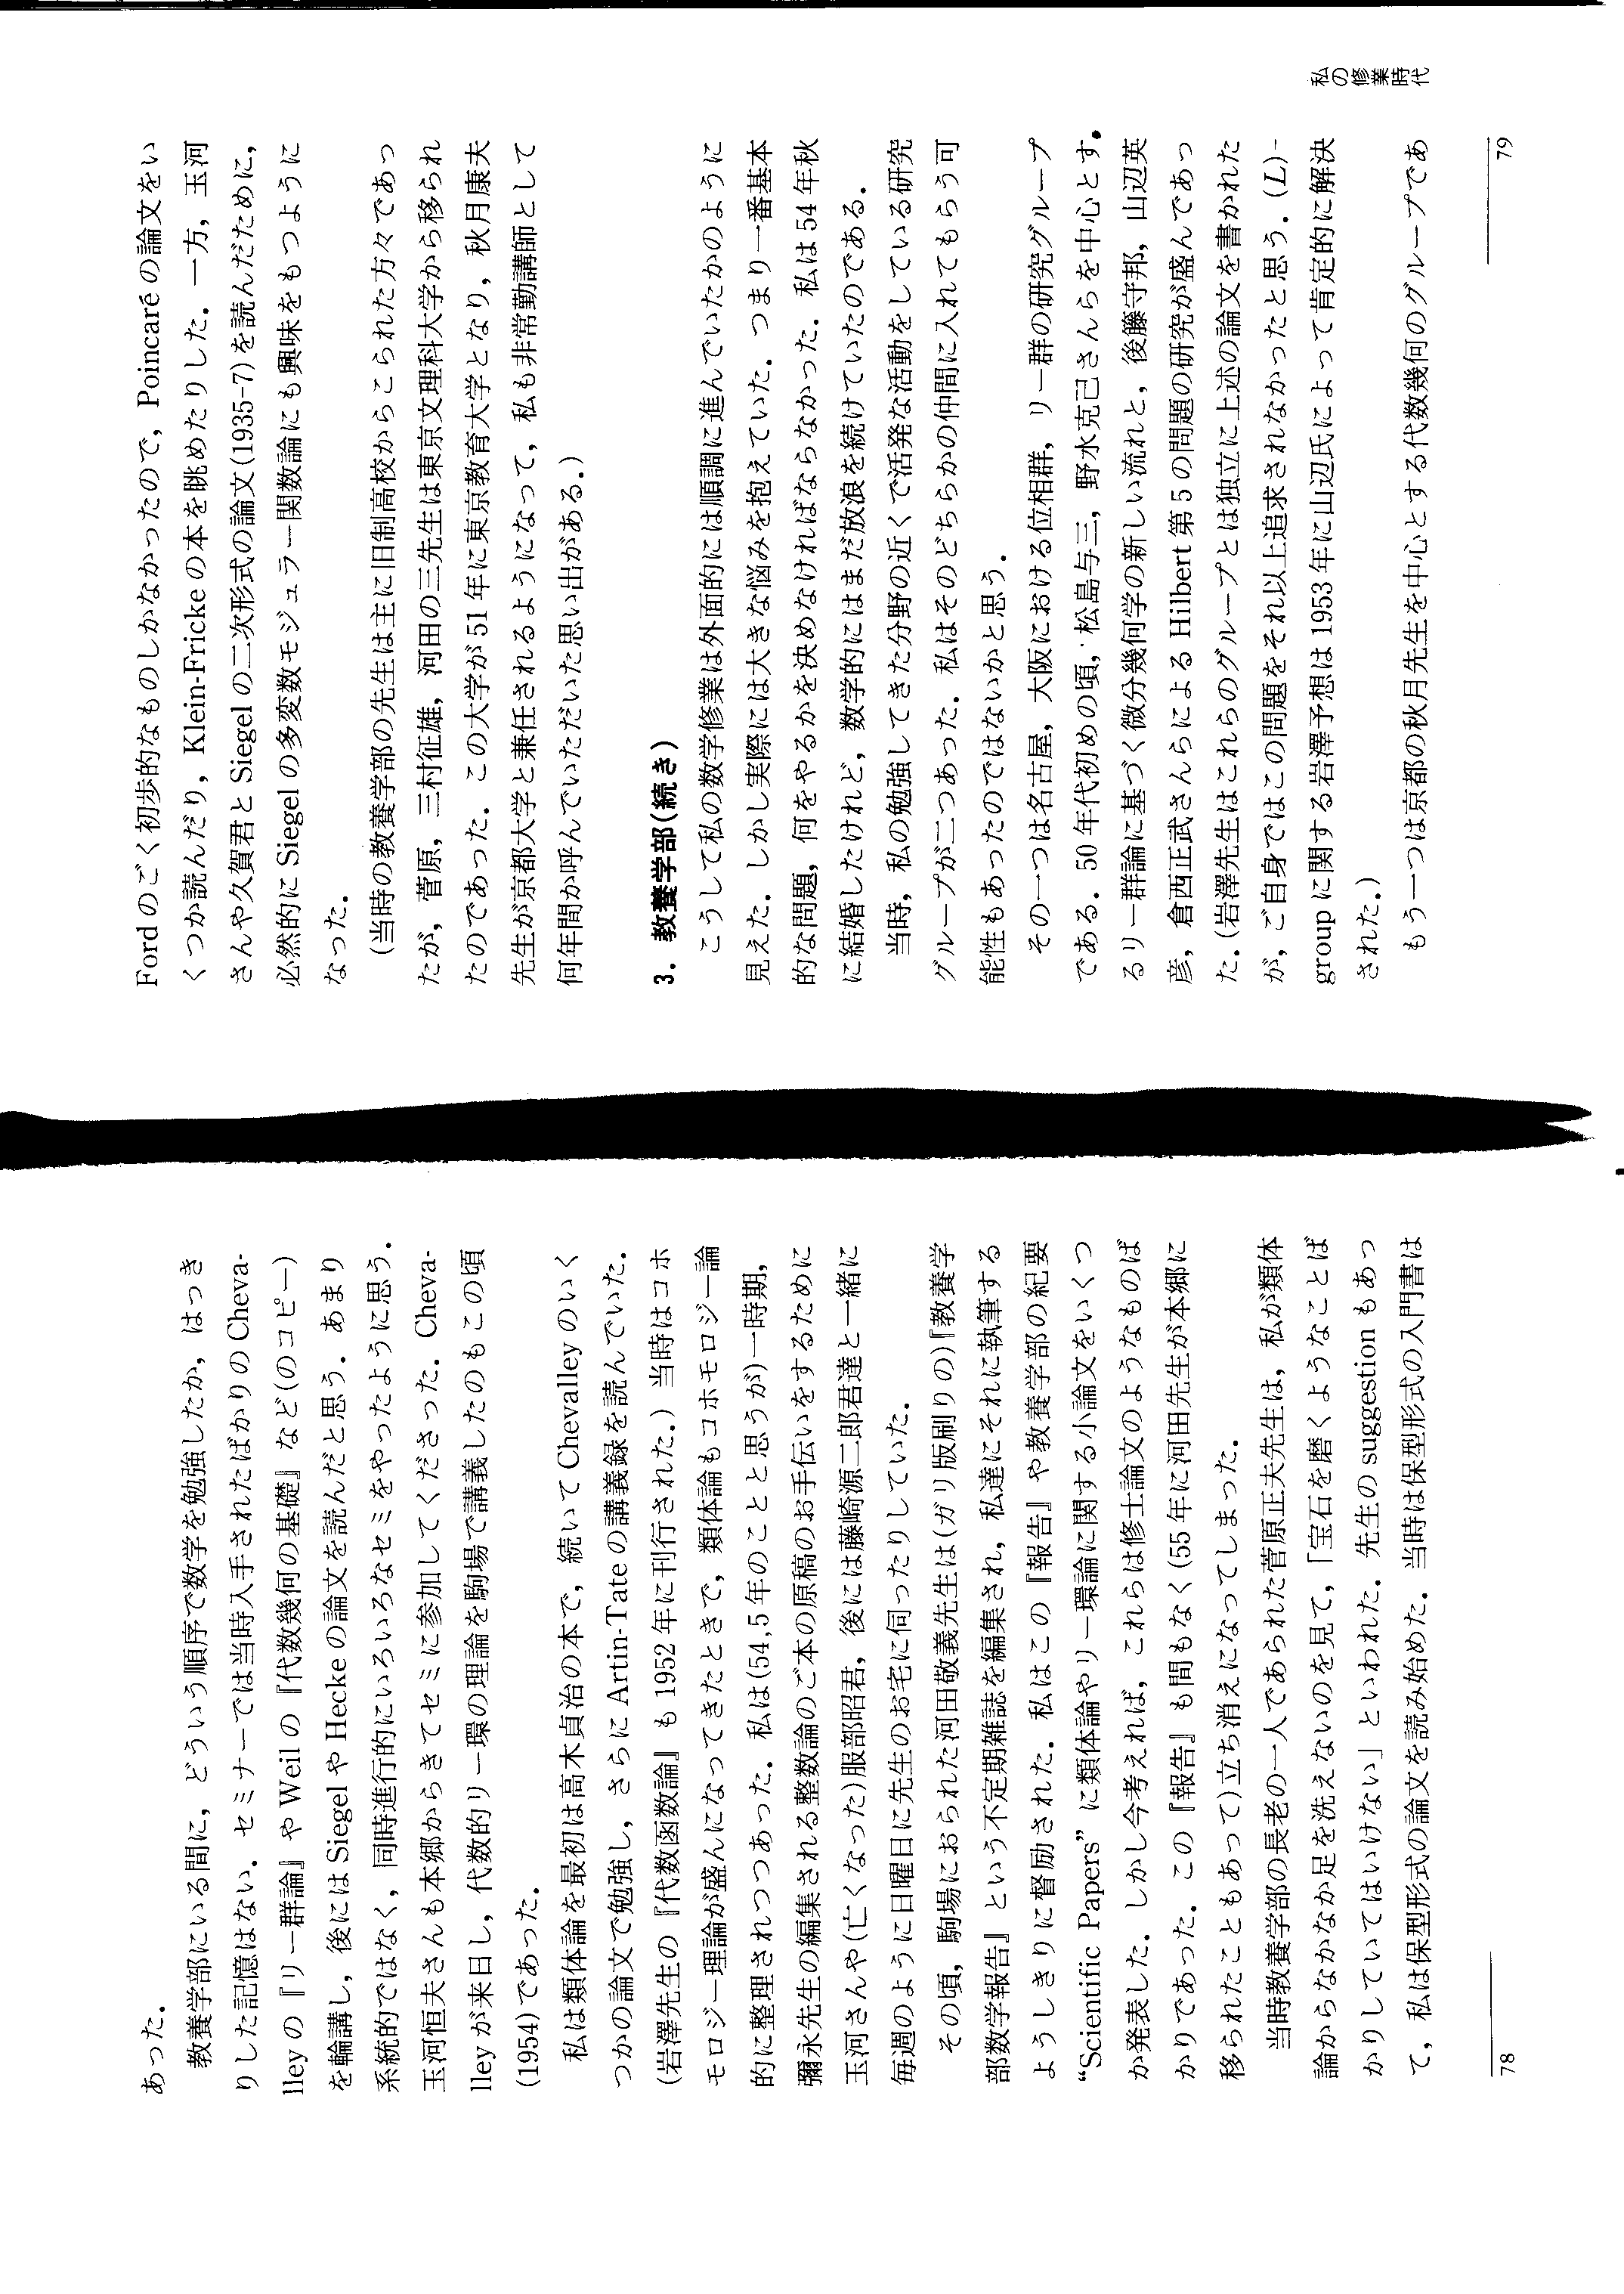 あった．
教養学部にいる間に，どういう順序で数学を勉強したか，はっき
りした記憶はない．セミナーでは当時入手されたばかりの Cheva-
lley の『リー群論』や Weil の『代数幾何の基礎』など(のコピー)
を輪講し，後には Siegel や Hecke の論文を読んだと思う．あまり
系統的ではなく，同時進行的にいろいろなセミをやったように思う．
玉河恒夫さんも本郷からきてセミに参加してくださった．Cheva-
lley が来日し，代数的リー環の理論を駒場で講義したのもこの頃
(1954)であった．
私は類体論を最初は高木貞治の本で，続いて Chevalley のいく
つかの論文で勉強し，さらに Artin-Tate の講義録を読んでいた．
(岩澤先生の『代数函数論』も 1952 年に刊行された．) 当時はコホ
モロジー理論が盛んになってきたときで，類体論もコホモロジー論
的に整理されつつあった．私は(54,5 年のことと思うが)一時期，
彌永先生の編集される整数論のご本の原稿のお手伝いをするために
玉河さんや(亡くなった)服部昭君，後には藤崎源二郎君達と一緒に
毎週のように日曜日に先生のお宅に伺ったりしていた．
その頃，駒場におられた河田敬義先生は(ガリ版刷りの)『教養学
部数学報告』という不定期雑誌を編集され，私達にそれに執筆する
ようしきりに督励された．私はこの『報告』や教養学部の紀要
“Scientific Papers” に類体論やリー環論に関する小論文をいくつ
か発表した．しかし今考えれば，これらは修士論文のようなものば
かりであった．この『報告』も間もなく(55 年に河田先生が本郷に
移られたこともあって)立ち消えになってしまった．
当時教養学部の長老の一人であられた菅原正夫先生は，私が類体
論からなかなか足を洗えないのを見て，「宝石を磨くようなことば
かりしていてはいけない」といわれた．先生の suggestion もあっ
て，私は保型形式の論文を読み始めた．当時は保型形式の入門書は
78
私の修業時代
Ford のごく初歩的なものしかなかったので，Poincaré の論文をい
くつか読んだり，Klein-Fricke の本を眺めたりした．一方，玉河
さんや久賀君と Siegel の二次形式の論文(1935-7)を読んだために，
必然的に Siegel の多変数モジュラー関数論にも興味をもつように
なった．
(当時の教養学部の先生は主に旧制高校からこられた方々であっ
たが，菅原，三村征雄，河田の三先生は東京文理科大学から移られ
たのであった．この大学が 51 年に東京教育大学となり，秋月康夫
先生が京都大学と兼任されるようになって，私も非常勤講師として
何年間か呼んでいただいた思い出がある．)
3．教養学部(続き)
こうして私の数学修業は外面的には順調に進んでいたかのように
見えた．しかし実際には大きな悩みを抱えていた．つまり一番基本
的な問題，何をやるかを決めなければならなかった．私は 54 年秋
に結婚したけれど，数学的にはまだ放浪を続けていたのである．
当時，私の勉強してきた分野の近くで活発な活動をしている研究
グループが二つあった．私はそのどちらかの仲間に入れてもらう可
能性もあったのではないかと思う．
その一つは名古屋，大阪における位相群，リー群の研究グループ
である．50 年代初めの頃，松島与三，野水克己さんらを中心とす
るリー群論に基づく微分幾何学の新しい流れと，後藤守邦，山辺英
彦，倉西正武さんらによる Hilbert 第 5 の問題の研究が盛んであっ
た．(岩澤先生はこれらのグループとは独立に上述の論文を書かれた
が，ご自身ではこの問題をそれ以上追求されなかったと思う．(L)-
group に関する岩澤予想は 1953 年に山辺氏によって肯定的に解決
された．)
もう一つは京都の秋月先生を中心とする代数幾何のグループであ
79